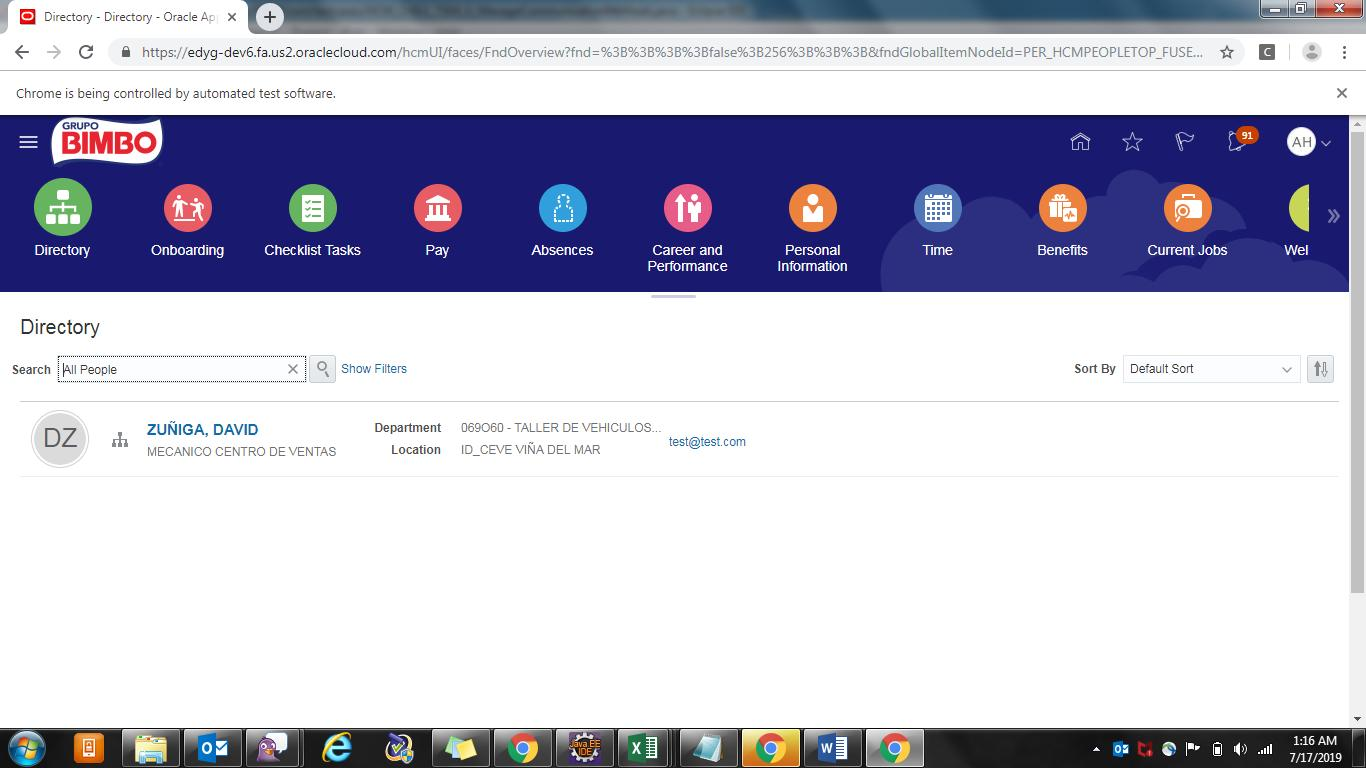 Directory - Directory - Oracle App
https://edyg-dev6.fa.us2.oraclecloud.com/hcmUI/faces/FndOverview?fnd=%3B%3B%3B%3Bfalse%3B256%3B%3B%3B&fndGlobalItemNodeId=PER_HCMPEOPLETOP_FUSE...
C
Chrome is being controlled by automated test software.
GRUPO
BIMBO
91
AH
Directory
Onboarding
Checklist Tasks
Pay
Absences
Career and
Performance
Personal
Information
Time
Benefits
Current Jobs
Wel
Directory
Search
All People
Show Filters
Sort By
Default Sort
DZ
ZUÑIGA, DAVID
MECANICO CENTRO DE VENTAS
Department
069O60 - TALLER DE VEHICULOS...
Location
ID_CEVE VIÑA DEL MAR
test@test.com
Java EE
IDE
1:16 AM
7/17/2019